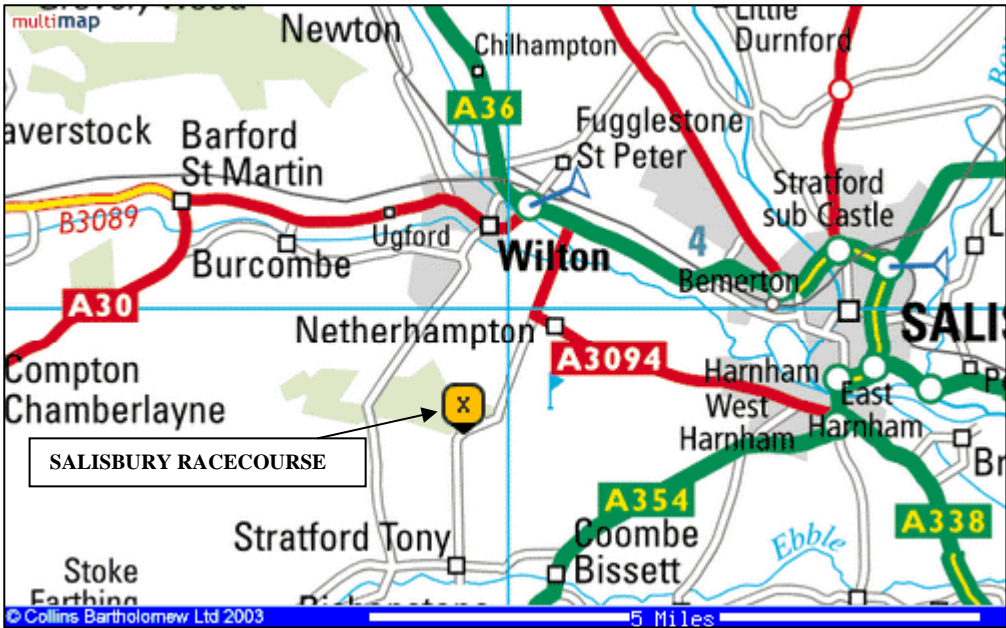 multimap
Newton
Chilhampton
Little
Durnford
A36
averstock
Barford
St Martin
Fugglestone
St Peter
Stratford
sub Castle
B3089
Ugford
Wilton
4
Burcombe
Bemerton
A30
Netherhampton
SALIS
A3094
Compton
Chamberlayne
Harnham
West
Harnham
East
Harnham
X
SALISBURY RACECOURSE
Br
A354
A338
Stratford Tony
Coombe
Bissett
Ebble
Stoke
Farthing
© Collins Bartholomew Ltd 2003
5 Miles